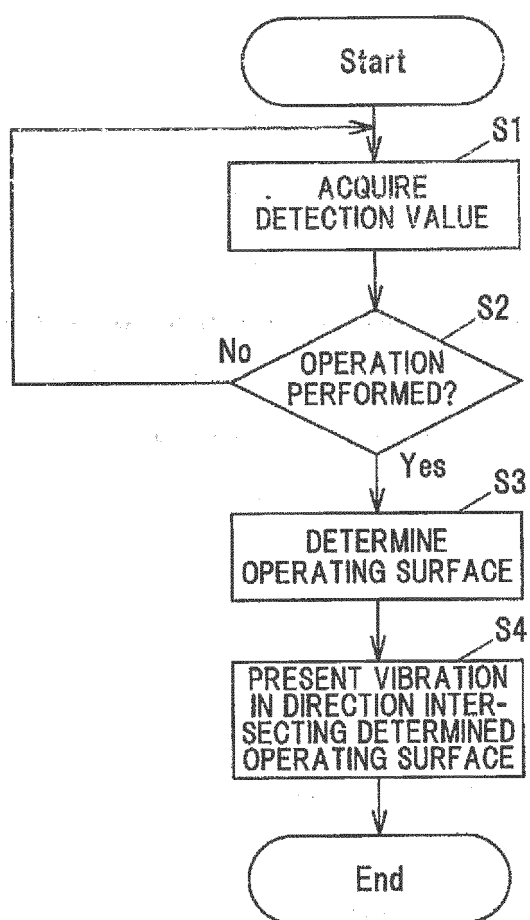 Start
S1
ACQUIRE
DETECTION VALUE
S2
No
OPERATION
PERFORMED?
Yes
S3
DETERMINE
OPERATING SURFACE
S4
PRESENT VIBRATION
IN DIRECTION INTER-
SECTING DETERMINED
OPERATING SURFACE
End